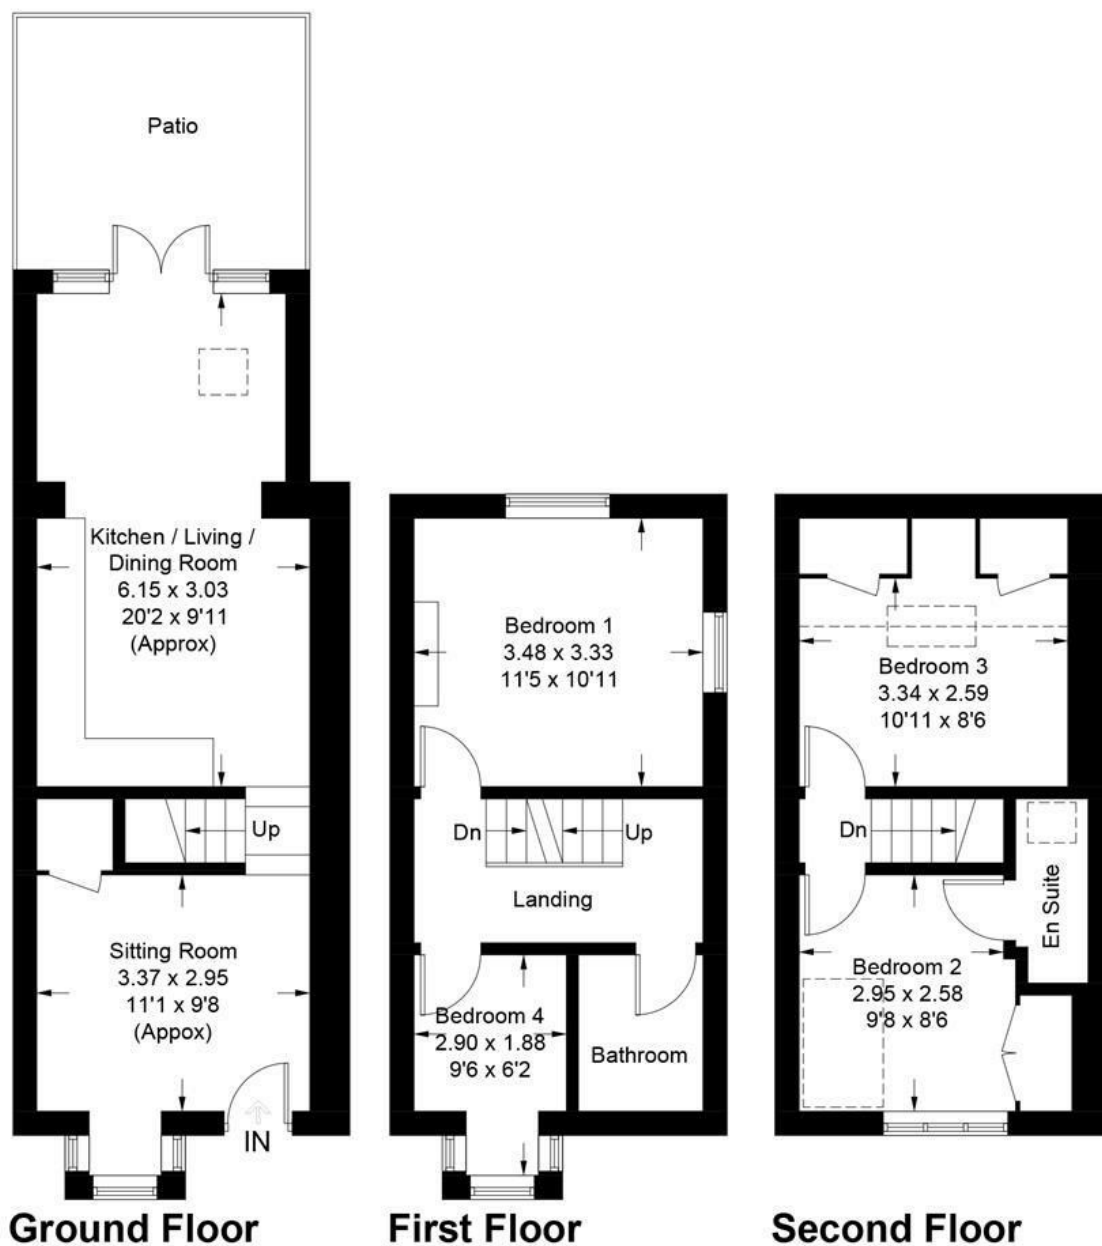 Patio
Kitchen / Living /
Dining Room
6.15 x 3.03
20'2 x 9'11
(Approx)
Up
Sitting Room
3.37 x 2.95
11'1 x 9'8
(Appox)
IN
Ground Floor
Bedroom 1
3.48 x 3.33
11'5 x 10'11
Dn
Up
Landing
Bedroom 4
2.90 x 1.88
9'6 x 6'2
Bathroom
First Floor
Bedroom 3
3.34 x 2.59
10'11 x 8'6
Dn
En Suite
Bedroom 2
2.95 x 2.58
9'8 x 8'6
Second Floor